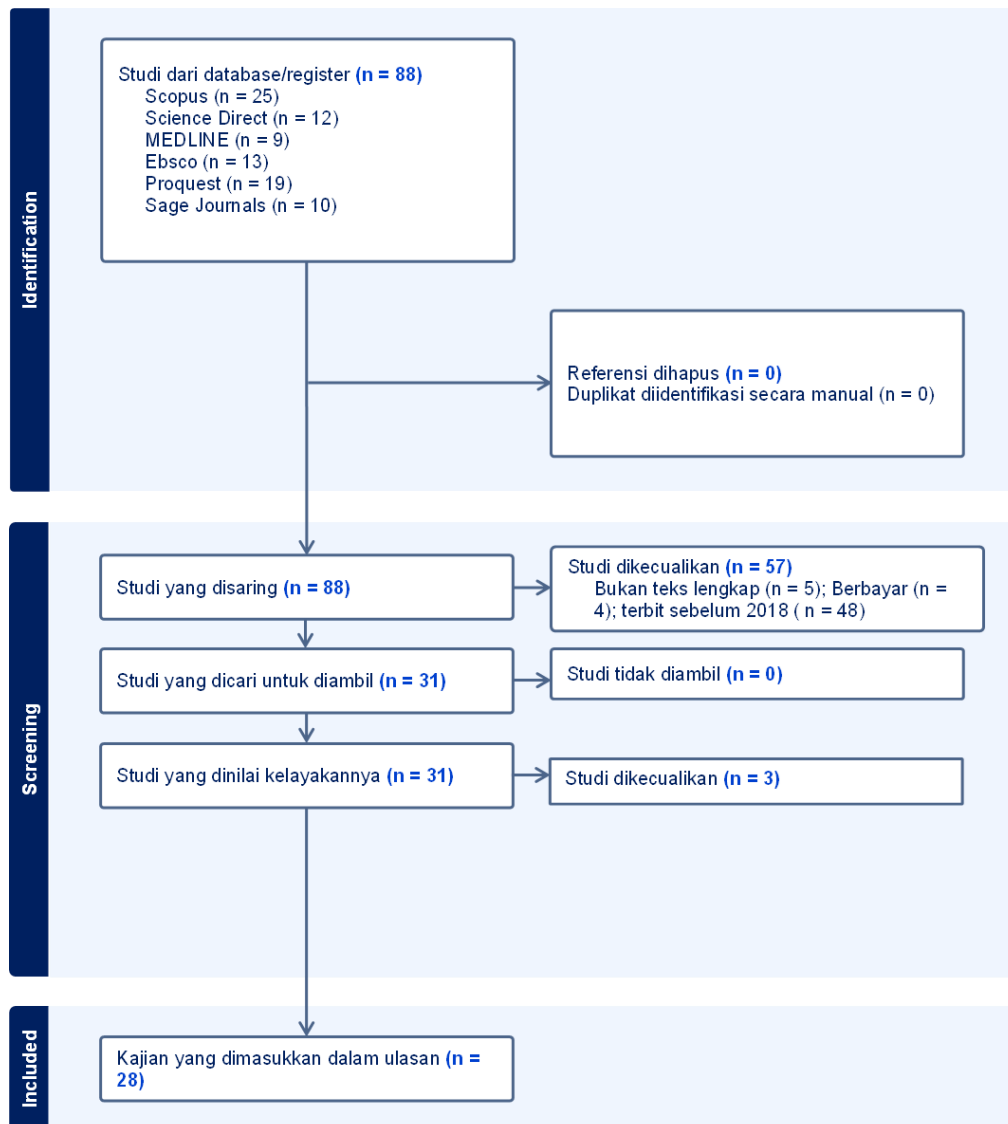 Identification
Studi dari database/register (n = 88)
Scopus (n = 25)
Science Direct (n = 12)
MEDLINE (n = 9)
Ebsco (n = 13)
Proquest (n = 19)
Sage Journals (n = 10)
Referensi dihapus (n = 0)
Duplikat diidentifikasi secara manual (n = 0)
Screening
Studi yang disaring (n = 88)
Studi dikecualikan (n = 57)
Bukan teks lengkap (n = 5); Berbayar (n =
4); terbit sebelum 2018 ( n = 48)
Studi yang dicari untuk diambil (n = 31)
Studi tidak diambil (n = 0)
Studi yang dinilai kelayakannya (n = 31)
Studi dikecualikan (n = 3)
Included
Kajian yang dimasukkan dalam ulasan (n =
28)